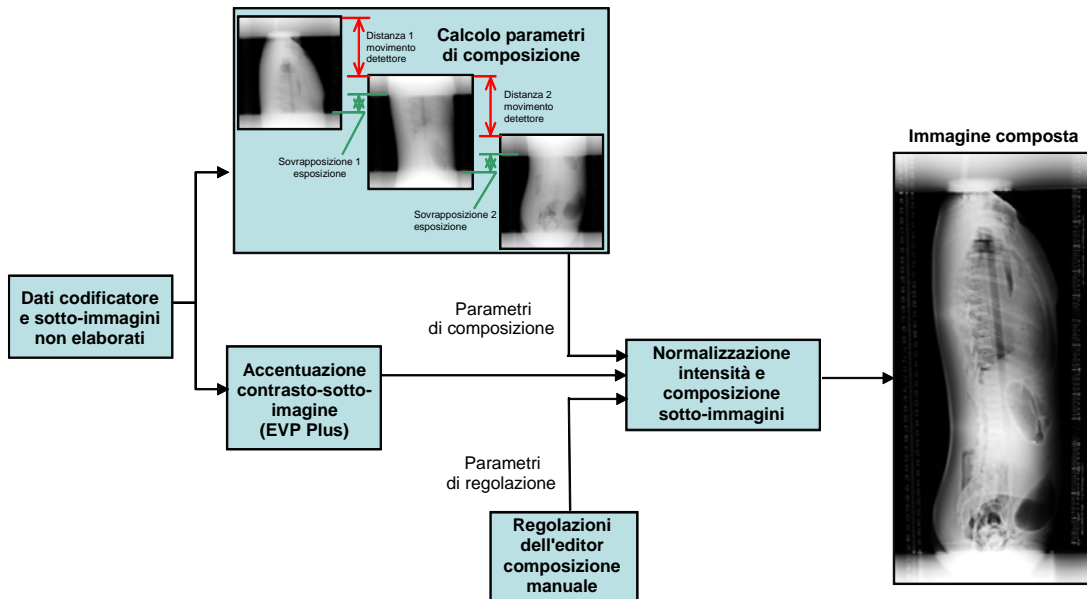 Distanza 1
movimento
detettore
Calcolo parametri
di composizione
Distanza 2
movimento
detettore
Sovrapposizione 1
esposizione
Sovrapposizione 2
esposizione
Immagine composta
Dati codificatore
e sotto-immagini
non elaborati
Parametri
di composizione
Accentuazione
contrasto-sotto-
imagine
(EVP Plus)
Normalizzazione
intensità e
composizione
sotto-immagini
Parametri
di regolazione
Regolazioni
dell'editor
composizione
manuale